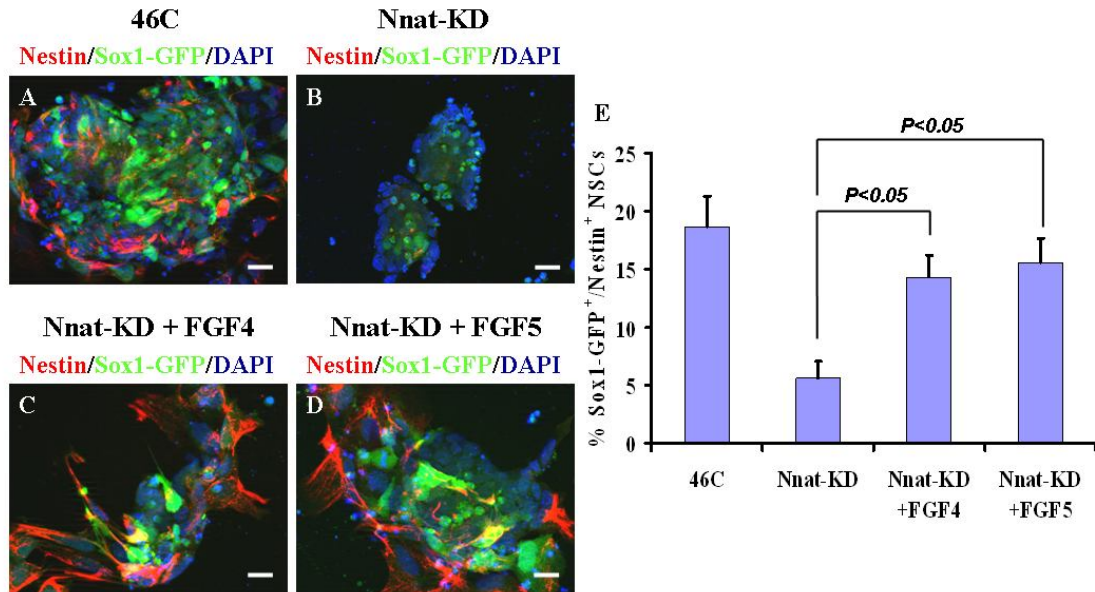 46C
Nestin/Sox1-GFP/DAPI
A
Nnat-KD
Nestin/Sox1-GFP/DAPI
B
Nnat-KD + FGF4
Nestin/Sox1-GFP/DAPI
C
Nnat-KD + FGF5
Nestin/Sox1-GFP/DAPI
D
E
% Sox1-GFP⁺/Nestin⁺ NSCs
25
20
15
10
5
0
P<0.05
P<0.05
46C
Nnat-KD
Nnat-KD
+FGF4
Nnat-KD
+FGF5